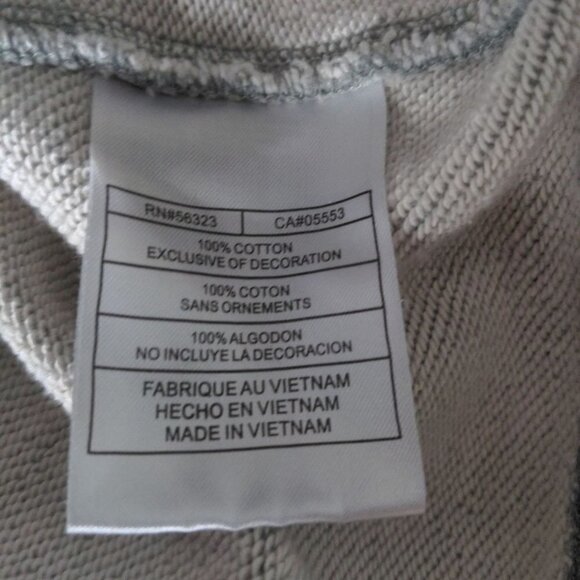 RN#56323 CA#05553
100% COTTON
EXCLUSIVE OF DECORATION
100% COTON
SANS ORNEMENTS
100% ALGODON
NO INCLUYE LA DECORACION
FABRIQUE AU VIETNAM
HECHO EN VIETNAM
MADE IN VIETNAM